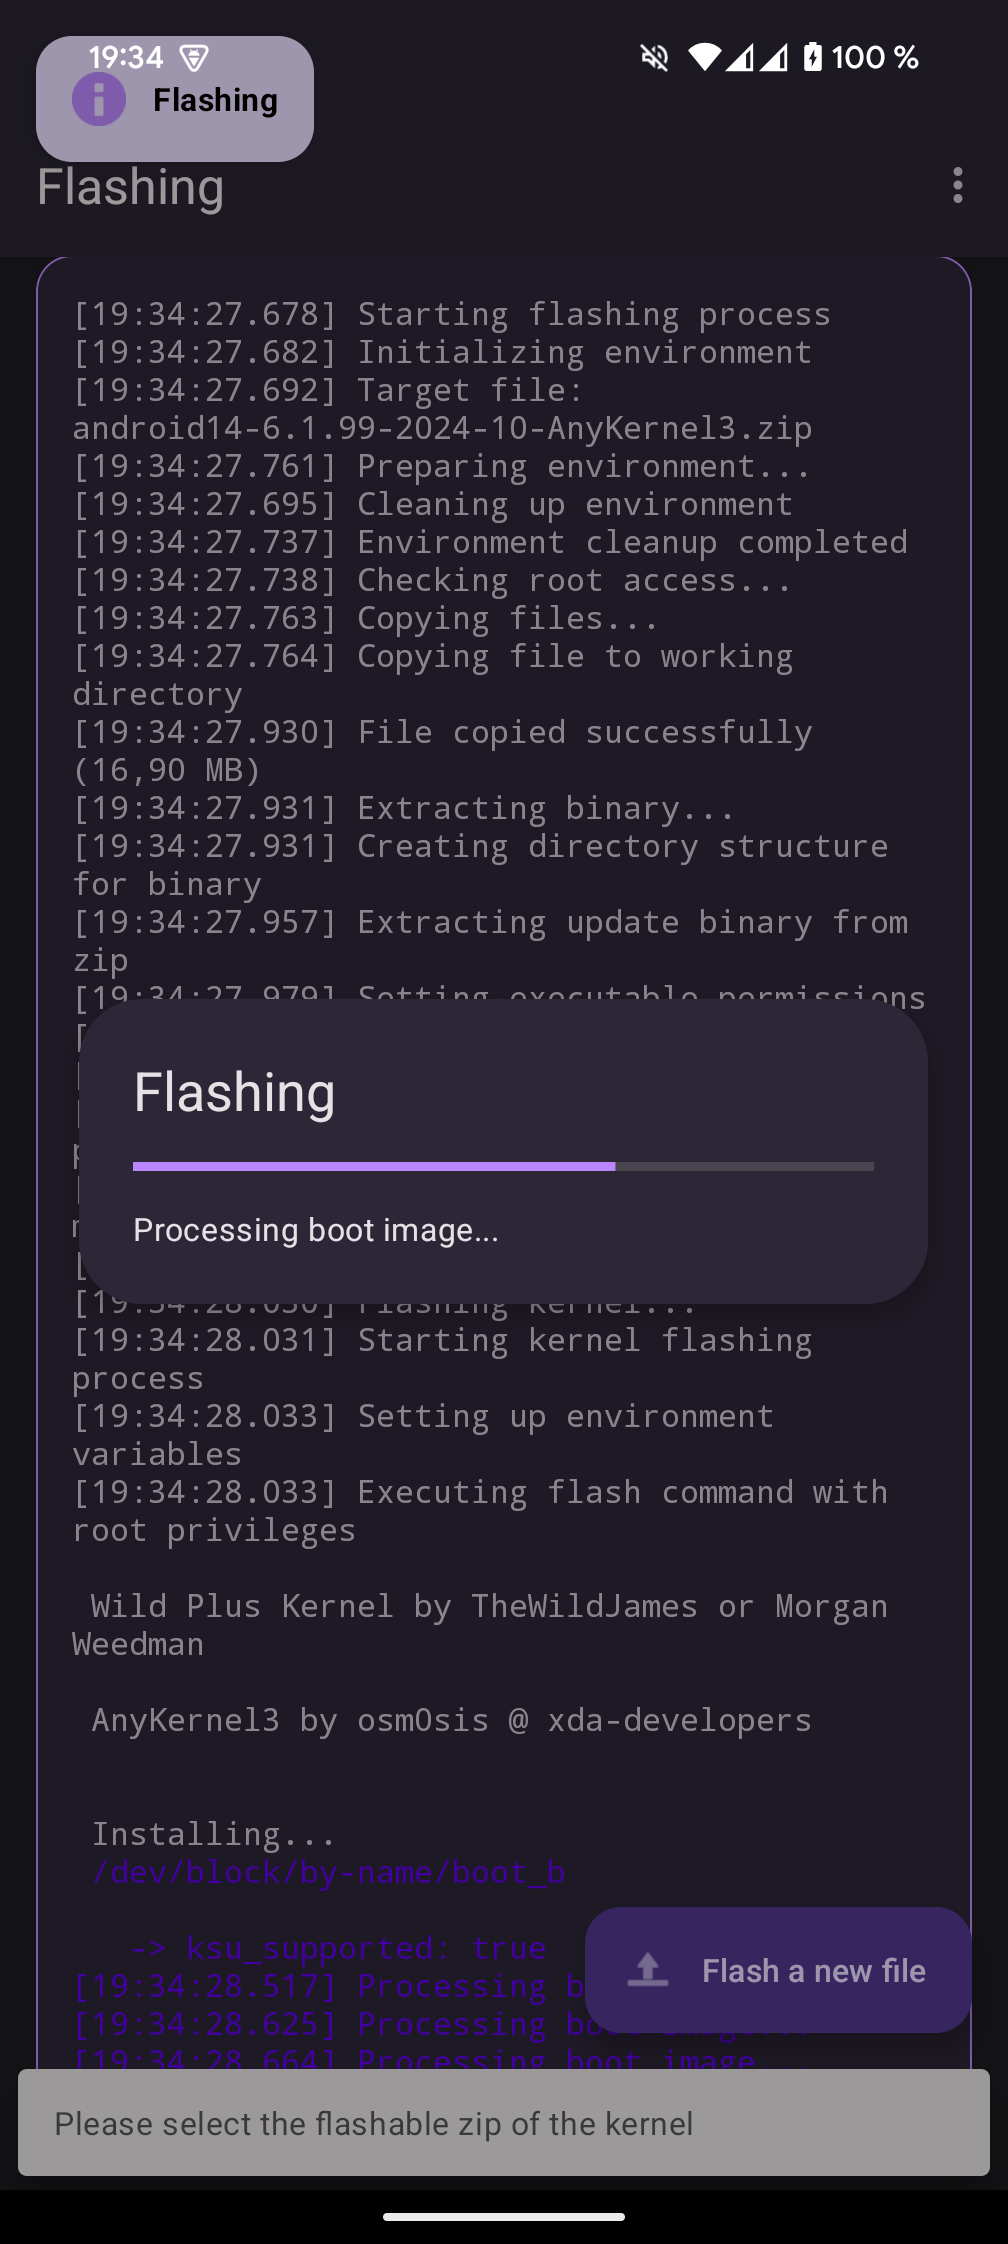 19:34
100 %
Flashing
Flashing
[19:34:27.678] Starting flashing process
[19:34:27.682] Initializing environment
[19:34:27.692] Target file:
android14-6.1.99-2024-10-AnyKernel3.zip
[19:34:27.761] Preparing environment...
[19:34:27.695] Cleaning up environment
[19:34:27.737] Environment cleanup completed
[19:34:27.738] Checking root access...
[19:34:27.763] Copying files...
[19:34:27.764] Copying file to working
directory
[19:34:27.930] File copied successfully
(16,90 MB)
[19:34:27.931] Extracting binary...
[19:34:27.931] Creating directory structure
for binary
[19:34:27.957] Extracting update binary from
zip
[19:34:27.979] Setting executable permissions
Flashing
Processing boot image...
[19:34:28.030] Flashing kernel...
[19:34:28.031] Starting kernel flashing
process
[19:34:28.033] Setting up environment
variables
[19:34:28.033] Executing flash command with
root privileges
Wild Plus Kernel by TheWildJames or Morgan
Weedman
AnyKernel3 by osm0sis @ xda-developers
Installing...
/dev/block/by-name/boot_b
-> ksu_supported: true
[19:34:28.517] Processing b
[19:34:28.625] Processing boot image...
[19:34:28.664] Processing boot image...
Flash a new file
Please select the flashable zip of the kernel